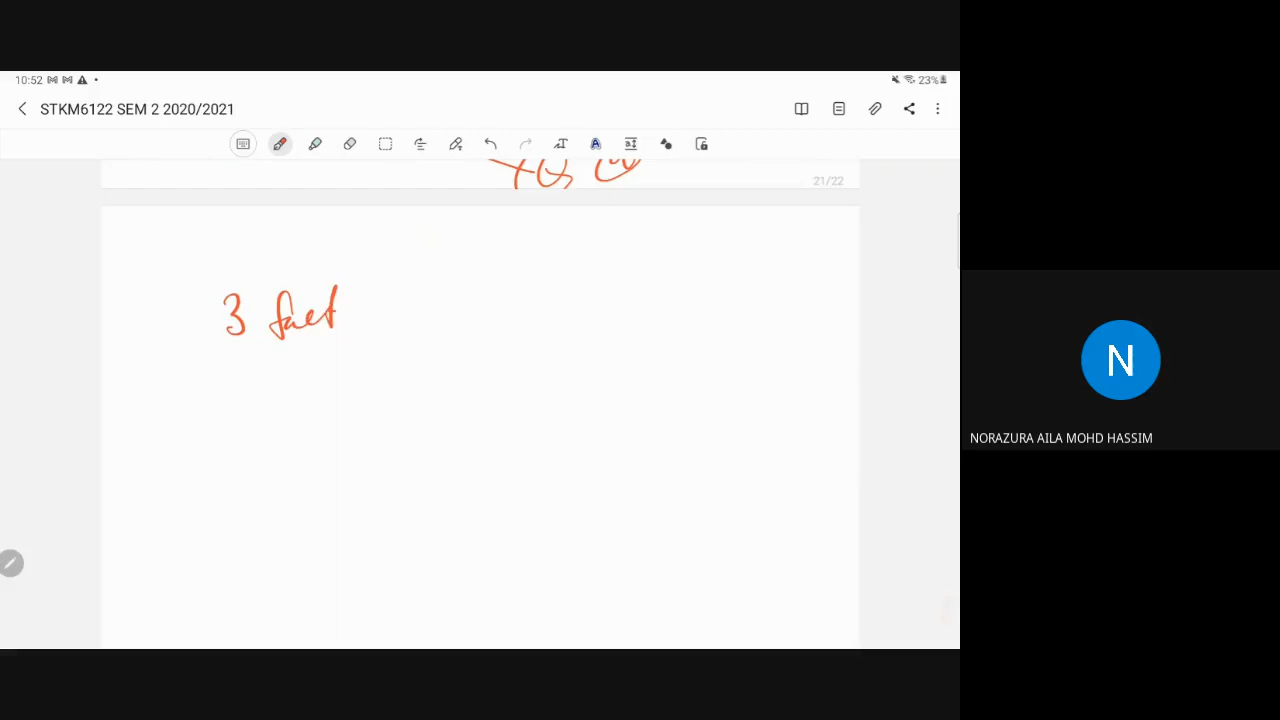 10:52
23%
STKM6122 SEM 2 2020/2021
21/22
3 fact
N
NORAZURA AILA MOHD HASSIM